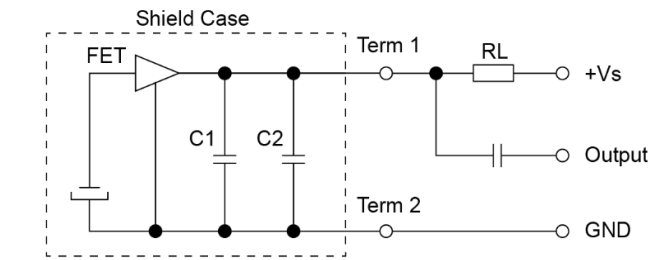 Shield Case
FET
Term 1
RL
+Vs
C1
C2
Output
Term 2
GND